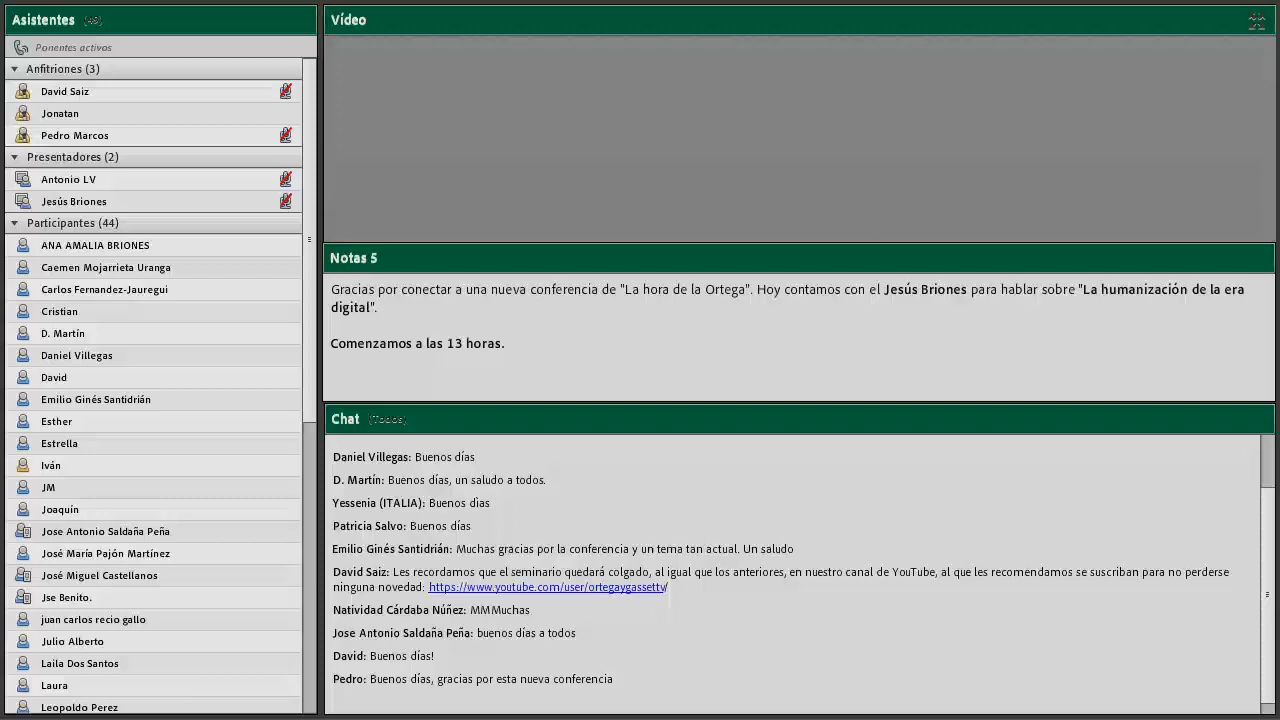 Asistentes (49)
Ponentes activos
Anfitriones (3)
David Saiz
Jonatan
Pedro Marcos
Presentadores (2)
Antonio LV
Jesús Briones
Participantes (44)
ANA AMALIA BRIONES
Caemen Mojarrieta Uranga
Carlos Fernandez-Jauregui
Cristian
D. Martín
Daniel Villegas
David
Emilio Ginés Santidrián
Esther
Estrella
Iván
JM
Joaquín
Jose Antonio Saldaña Peña
José María Pajón Martínez
José Miguel Castellanos
Jse Benito.
juan carlos recio gallo
Julio Alberto
Laila Dos Santos
Laura
Leopoldo Perez
Vídeo
Notas 5
Gracias por conectar a una nueva conferencia de "La hora de la Ortega". Hoy contamos con el Jesús Briones para hablar sobre "La humanización de la era
digital".
Comenzamos a las 13 horas.
Chat (Todos)
Daniel Villegas: Buenos días
D. Martín: Buenos días, un saludo a todos.
Yessenia (ITALIA): Buenos dias
Patricia Salvo: Buenos días
Emilio Ginés Santidrián: Muchas gracias por la conferencia y un tema tan actual. Un saludo
David Saiz: Les recordamos que el seminario quedará colgado, al igual que los anteriores, en nuestro canal de YouTube, al que les recomendamos se suscriban para no perderse
ninguna novedad: https://www.youtube.com/user/ortegaygassettv/
Natividad Cárdaba Núñez: MMMuchas
Jose Antonio Saldaña Peña: buenos días a todos
David: Buenos días!
Pedro: Buenos días, gracias por esta nueva conferencia